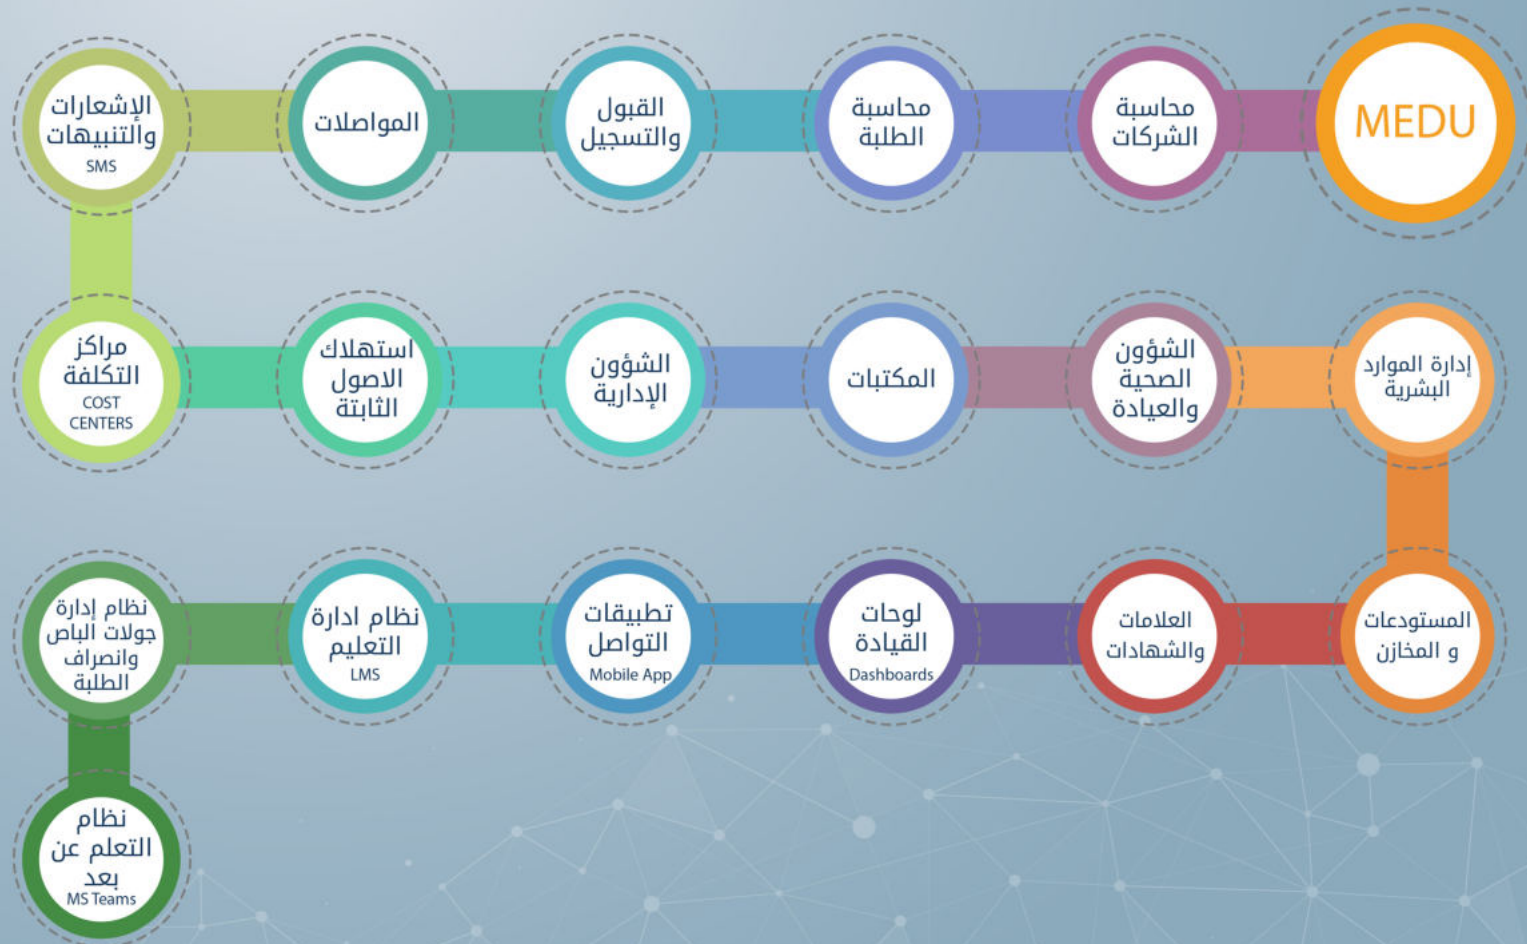 MEDU
محاسبة
الشركات
محاسبة
الطلبة
القبول
والتسجيل
المواصلات
الإشعارات
والتنبيهات
SMS
مراكز
التكلفة
COST
CENTERS
استهلاك
الاصول
الثابتة
الشؤون
الإدارية
المكتبات
الشؤون
الصحية
والعيادة
إدارة الموارد
البشرية
المستودعات
و المخازن
العلامات
والشهادات
لوحات
القيادة
Dashboards
تطبيقات
التواصل
Mobile App
نظام ادارة
التعليم
LMS
نظام إدارة
جولات الباص
وانصراف
الطلبة
نظام
التعلم عن
بعد
MS Teams